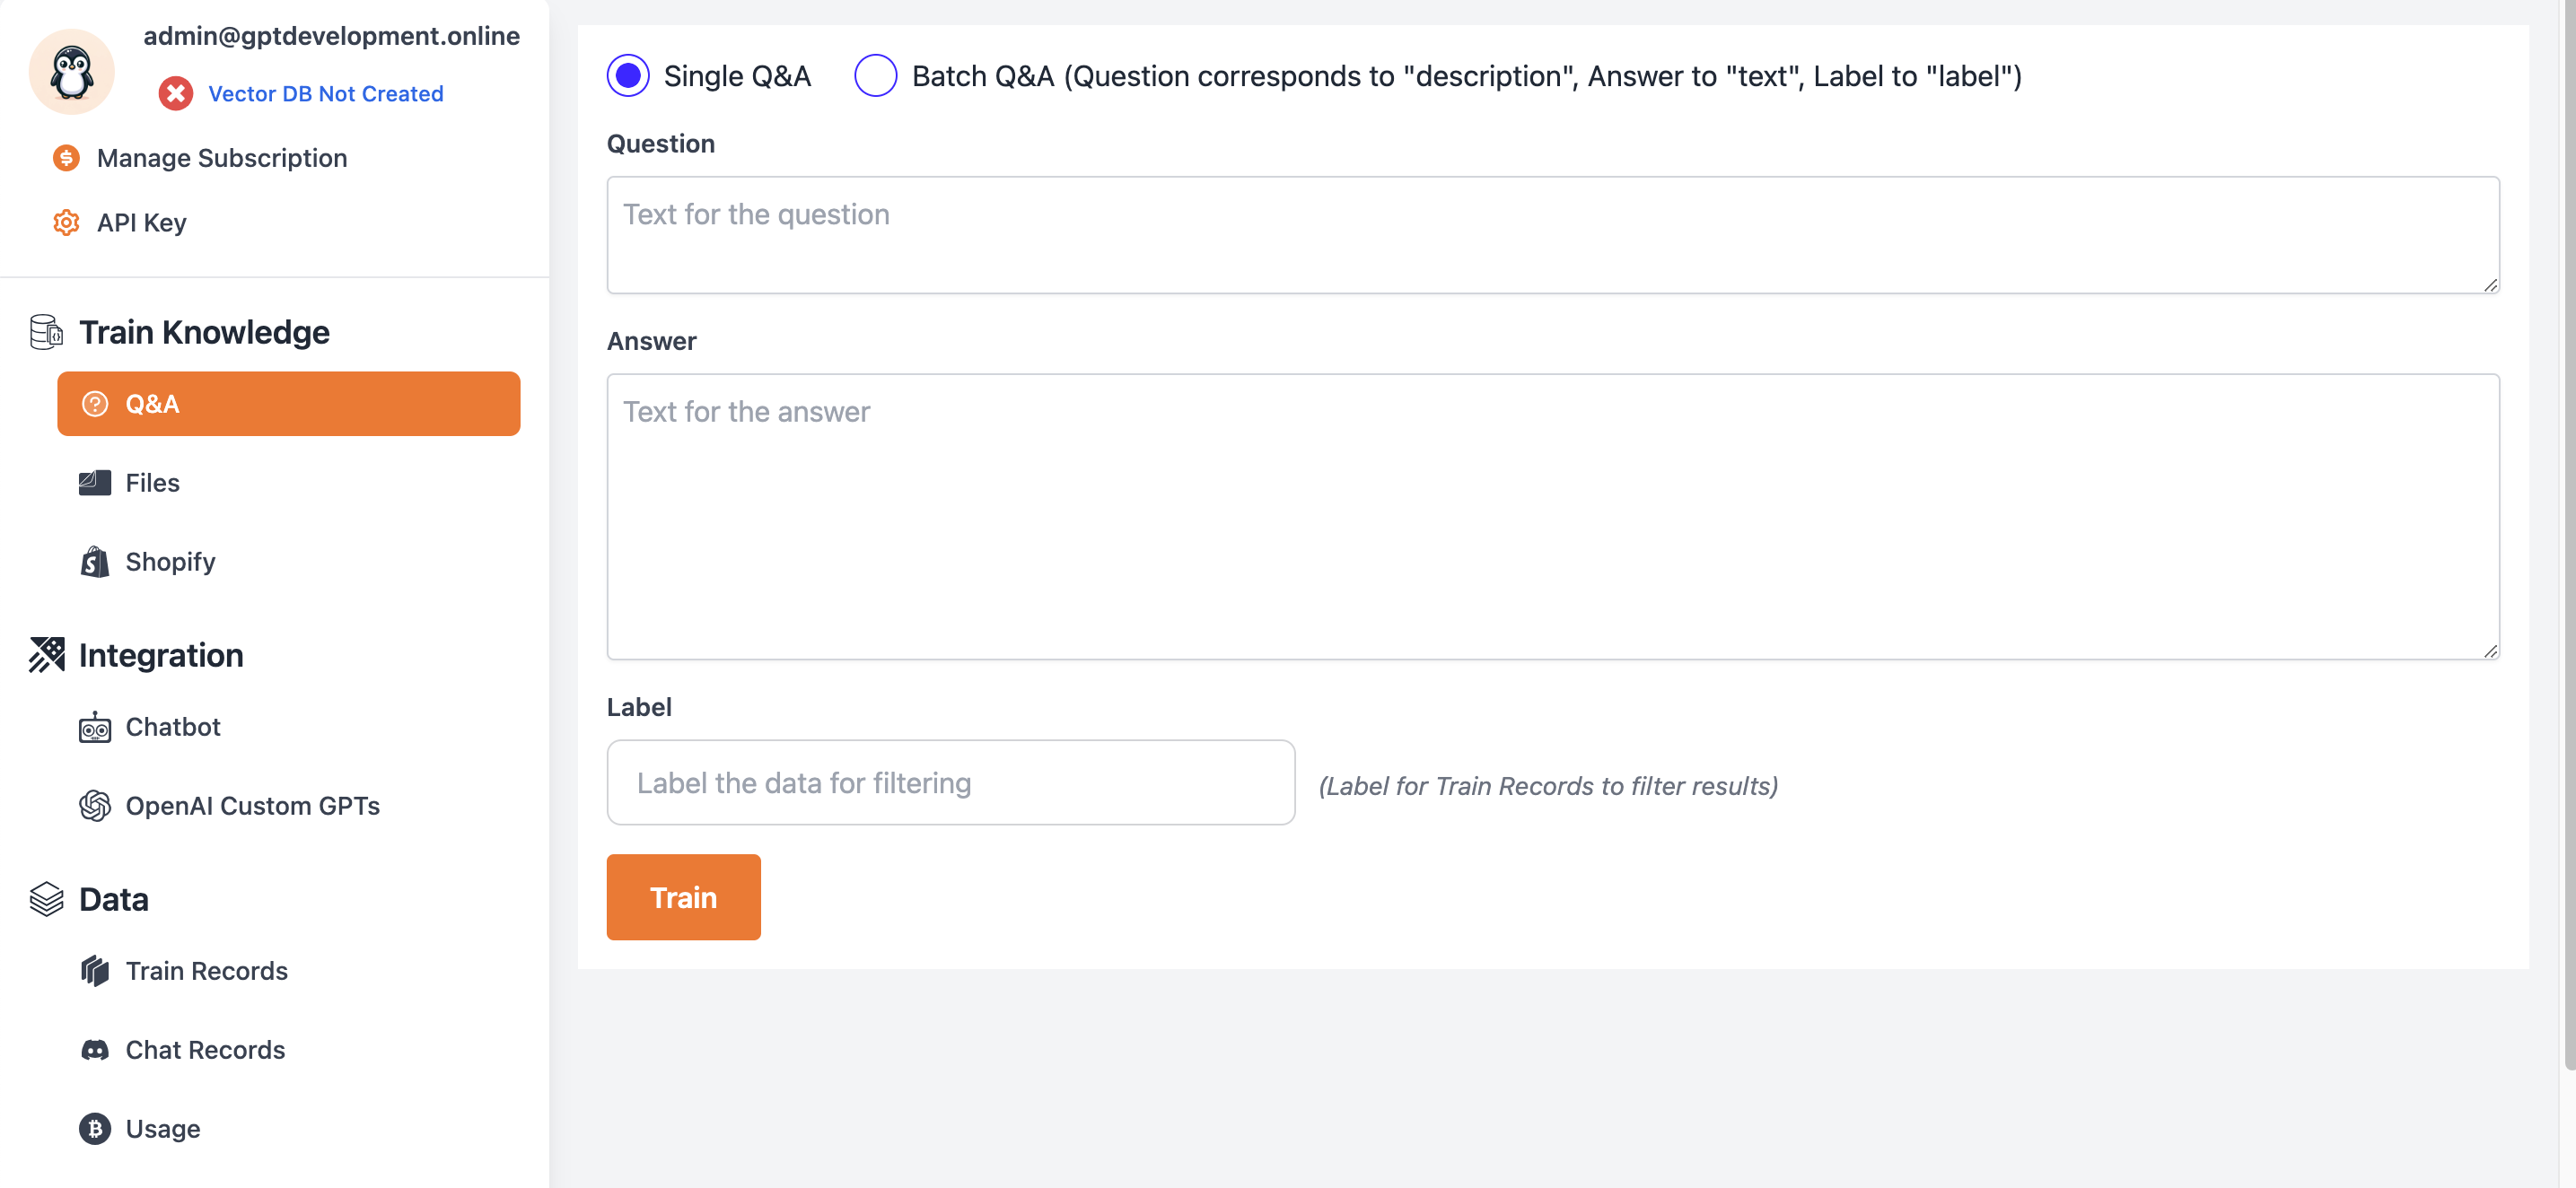 admin@gptdevelopment.online
Vector DB Not Created
Manage Subscription
API Key
Train Knowledge
Q&A
Files
Shopify
Integration
Chatbot
OpenAI Custom GPTs
Data
Train Records
Chat Records
Usage
Single Q&A
Batch Q&A (Question corresponds to "description", Answer to "text", Label to "label")
Question
Text for the question
Answer
Text for the answer
Label
Label the data for filtering
(Label for Train Records to filter results)
Train